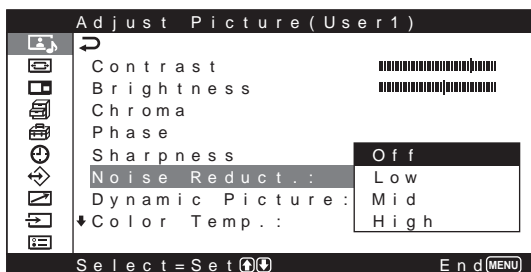 Adjust Picture(User1)
Contrast
Brightness
Chroma
Phase
Sharpness
Off
Noise Reduct.:
Low
Dynamic Picture:
Mid
Color Temp.:
High
Select=Set
End MENU